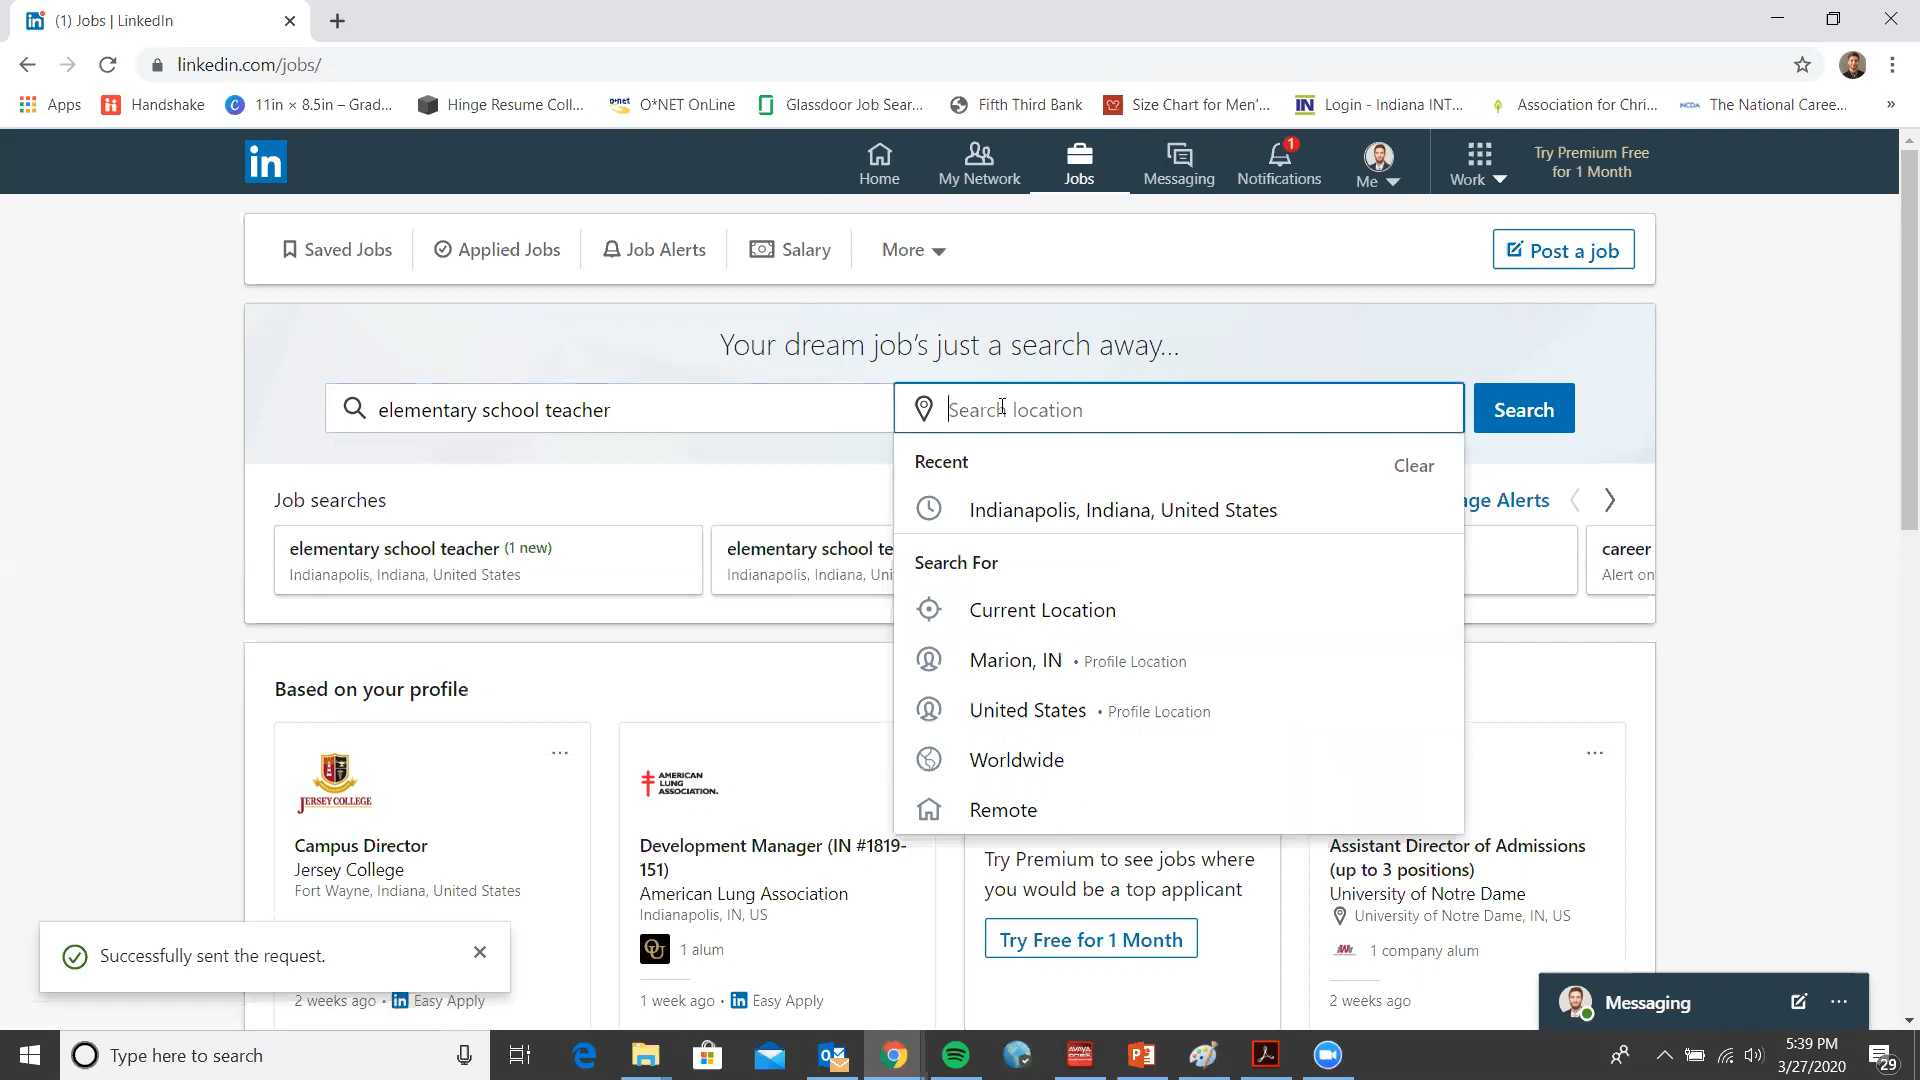 (1) Jobs | LinkedIn
linkedin.com/jobs/
Apps
Handshake
11in × 8.5in – Grad...
Hinge Resume Coll...
O*NET OnLine
Glassdoor Job Sear...
Fifth Third Bank
Size Chart for Men'...
IN Login - Indiana INT...
Association for Chri...
NCDA The National Caree...
»
in
Home
My Network
Jobs
Messaging
1
Notifications
Me
Work
Try Premium Free
for 1 Month
Saved Jobs
Applied Jobs
Job Alerts
Salary
More
Post a job
Your dream job's just a search away...
elementary school teacher
Search location
Search
Recent
Clear
Indianapolis, Indiana, United States
Search For
Current Location
Marion, IN • Profile Location
United States • Profile Location
Worldwide
Remote
Job searches
age Alerts
elementary school teacher (1 new)
Indianapolis, Indiana, United States
elementary school te
Indianapolis, Indiana, Uni
career
Alert on
Based on your profile
JERSEY COLLEGE
Campus Director
Jersey College
Fort Wayne, Indiana, United States
2 weeks ago • in Easy Apply
AMERICAN
LUNG
ASSOCIATION.
Development Manager (IN #1819-
151)
American Lung Association
Indianapolis, IN, US
1 alum
1 week ago • in Easy Apply
Try Premium to see jobs where
you would be a top applicant
Try Free for 1 Month
Assistant Director of Admissions
(up to 3 positions)
University of Notre Dame
University of Notre Dame, IN, US
1 company alum
2 weeks ago
Successfully sent the request.
Messaging
Type here to search
5:39 PM
3/27/2020
29